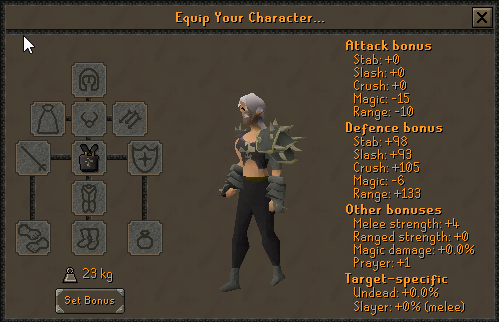 Equip Your Character...
Attack bonus
Stab: +0
Slash: +0
Crush: +0
Magic: -15
Range: -10
Defence bonus
Stab: +98
Slash: +93
Crush: +105
Magic: -6
Range: +133
Other bonuses
Melee strength: +4
Ranged strength: +0
Magic damage: +0.0%
Prayer: +1
Target-specific
Undead: +0.0%
Slayer: +0% (melee)
23 kg
Set Bonus